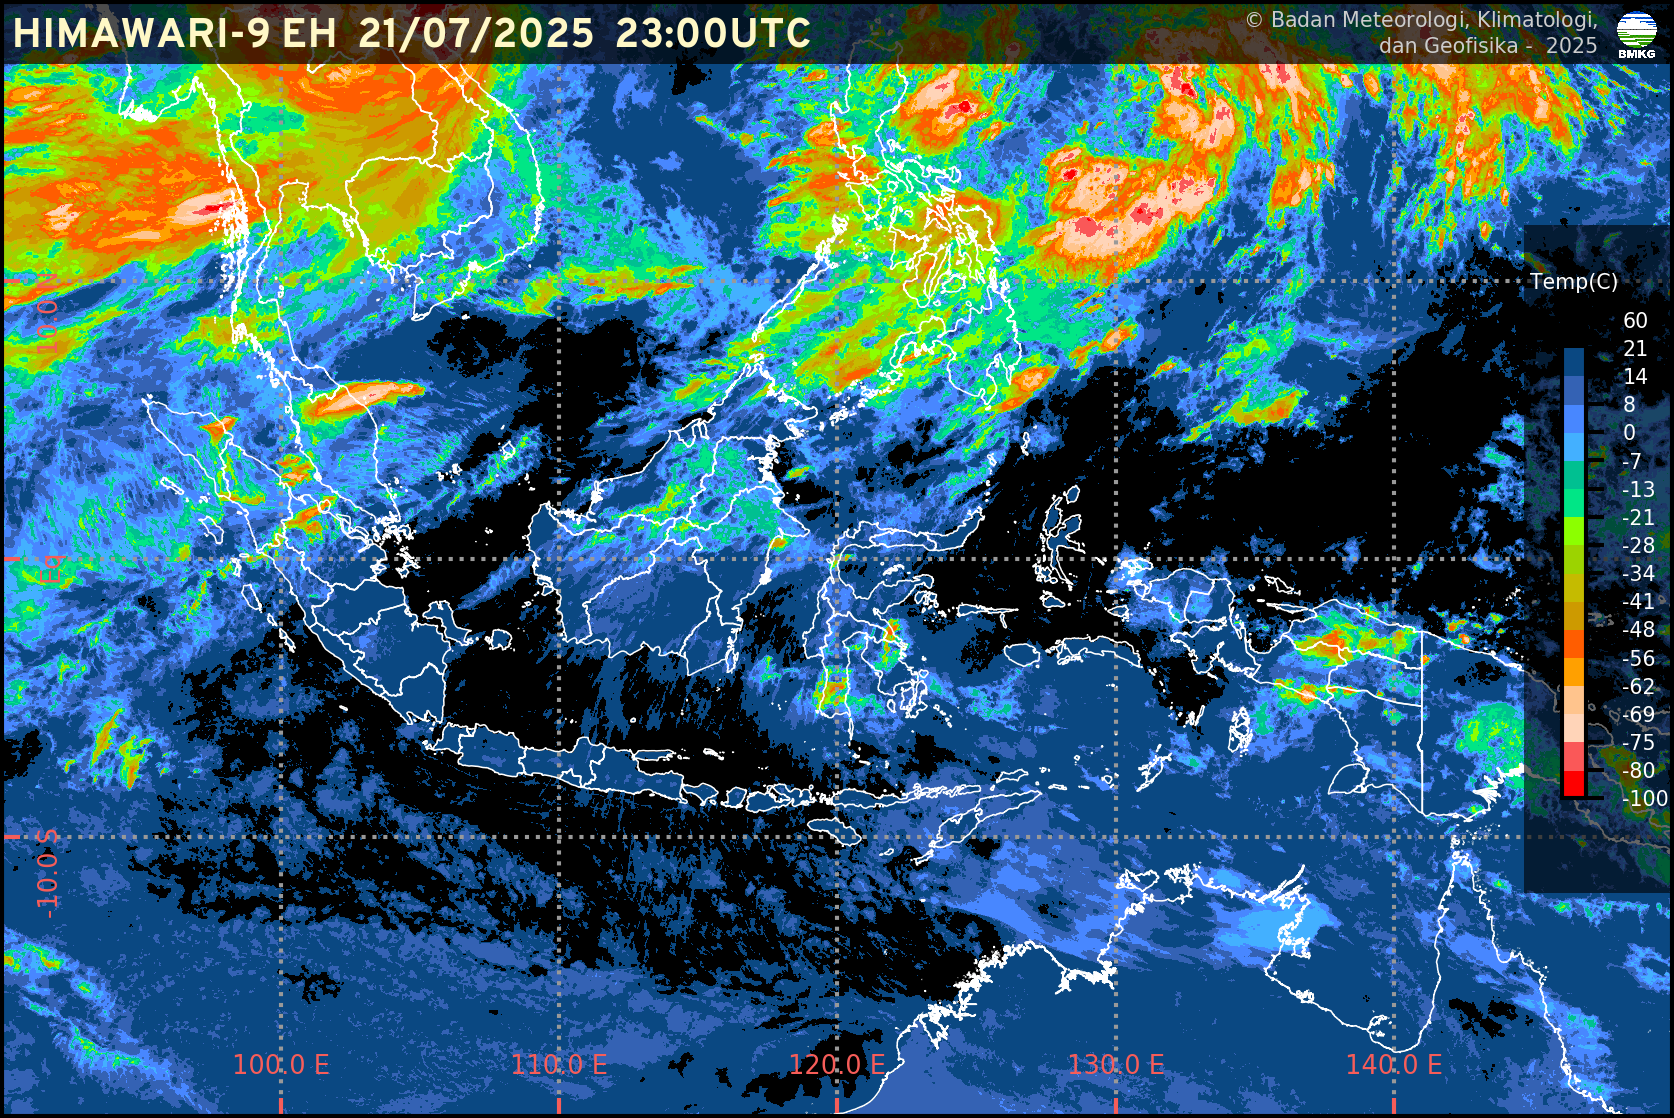 HIMAWARI-9 EH 21/07/2025 23:00UTC
© Badan Meteorologi, Klimatologi,
dan Geofisika - 2025
BMKG
Temp(C)
60
21
14
8
0
-7
-13
-21
-28
-34
-41
-48
-56
-62
-69
-75
-80
-100
10.0 N
Eq
-10.0 S
100.0 E
110.0 E
120.0 E
130.0 E
140.0 E